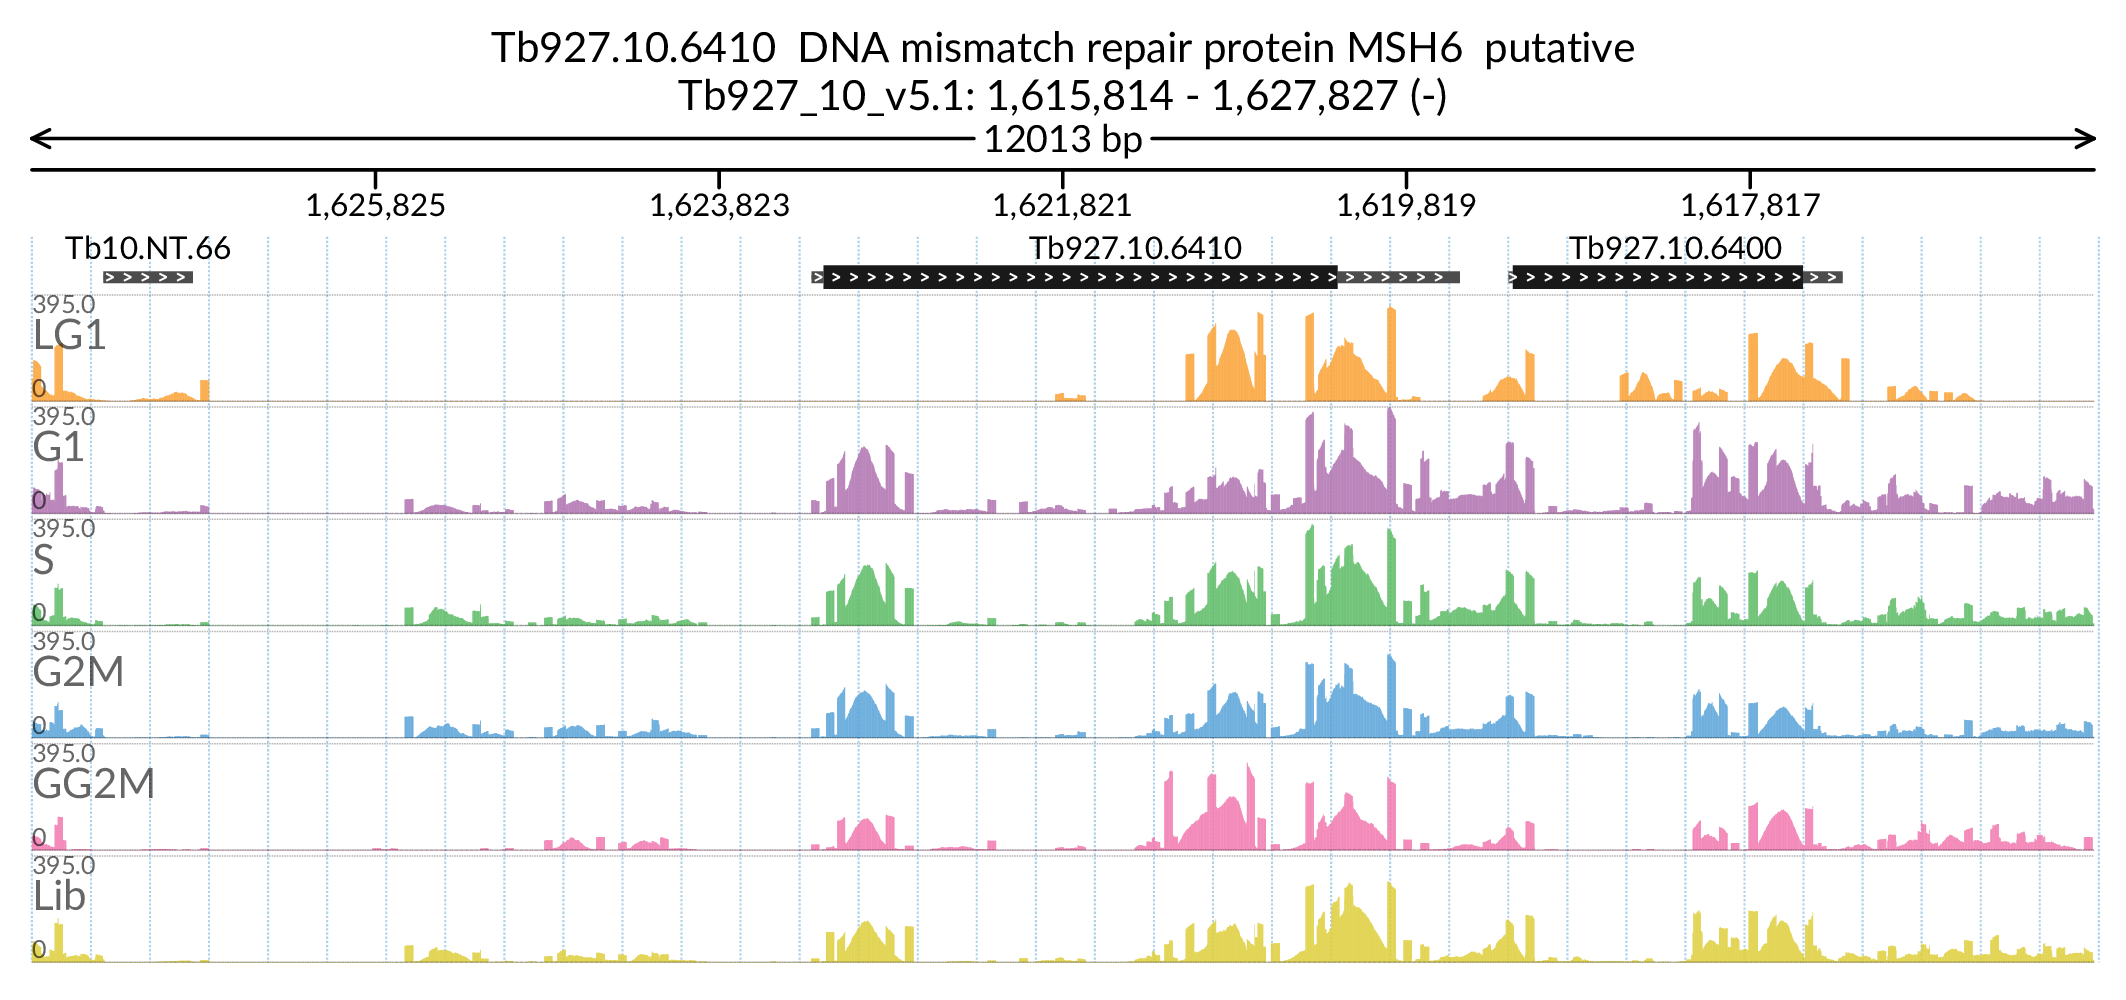 Tb927.10.6410  DNA mismatch repair protein MSH6  putative
Tb927_10_v5.1: 1,615,814 - 1,627,827 (-)
12013 bp
1,625,825 1,623,823 1,621,821 1,619,819 1,617,817
Tb10.NT.66 Tb927.10.6410 Tb927.10.6400
395.0
LG1
0
395.0
G1
0
395.0
S
0
395.0
G2M
0
395.0
GG2M
0
395.0
Lib
0